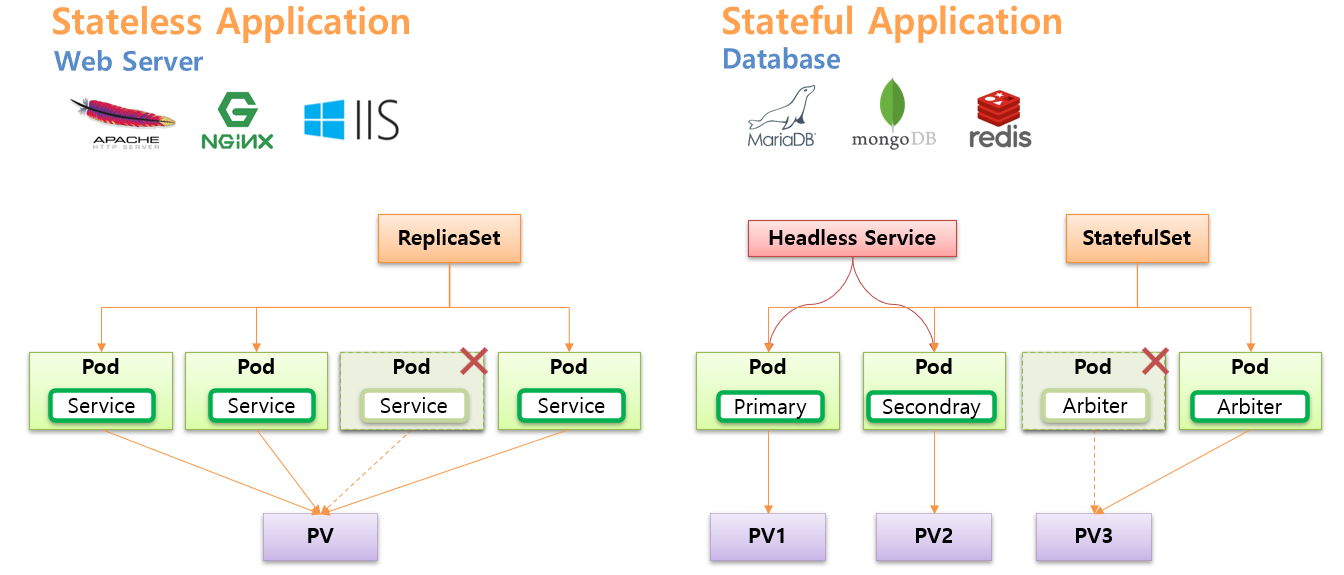 Stateless Application
Web Server
APACHE
HTTP SERVER
NGINX
IIS
ReplicaSet
Pod
Service
Pod
Service
Pod
Service
Pod
Service
PV
Stateful Application
Database
MariaDB
mongoDB
redis
Headless Service
StatefulSet
Pod
Primary
Pod
Secondray
Pod
Arbiter
Pod
Arbiter
PV1
PV2
PV3